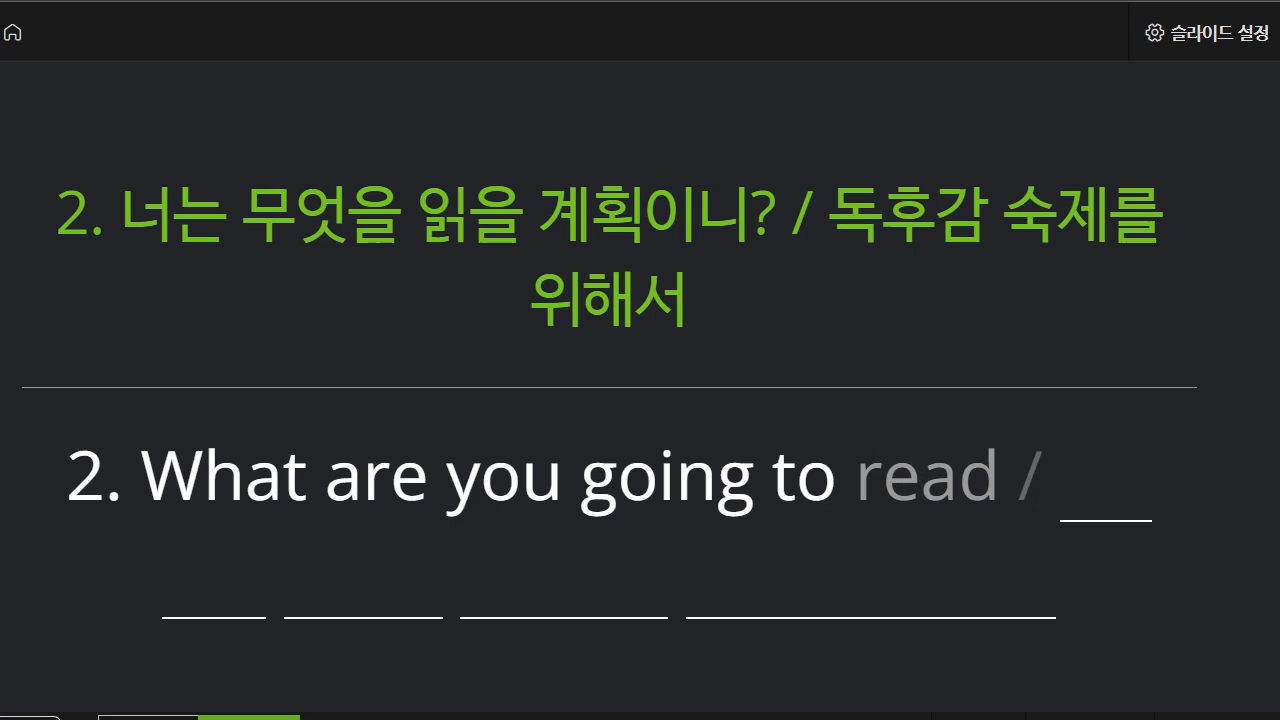 슬라이드 설정
2. 너는 무엇을 읽을 계획이니? / 독후감 숙제를
위해서
2. What are you going to read /